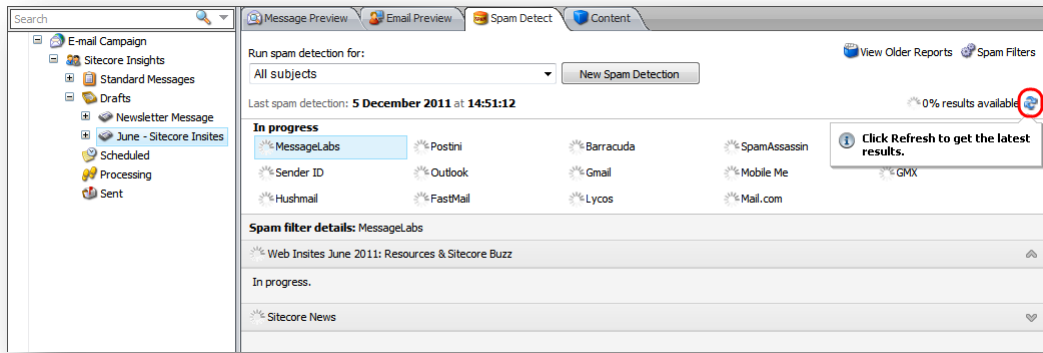 Search
E-mail Campaign
Sitecore Insights
Standard Messages
Drafts
Newsletter Message
June - Sitecore Insites
Scheduled
Processing
Sent
Message Preview Email Preview Spam Detect Content
Run spam detection for:
View Older Reports Spam Filters
All subjects New Spam Detection
Last spam detection: 5 December 2011 at 14:51:12
0% results available
Click Refresh to get the latest
results.
In progress
MessageLabs Postini Barracuda SpamAssassin
Sender ID Outlook Gmail Mobile Me GMX
Hushmail FastMail Lycos Mail.com
Spam filter details: MessageLabs
Web Insites June 2011: Resources & Sitecore Buzz
In progress.
Sitecore News